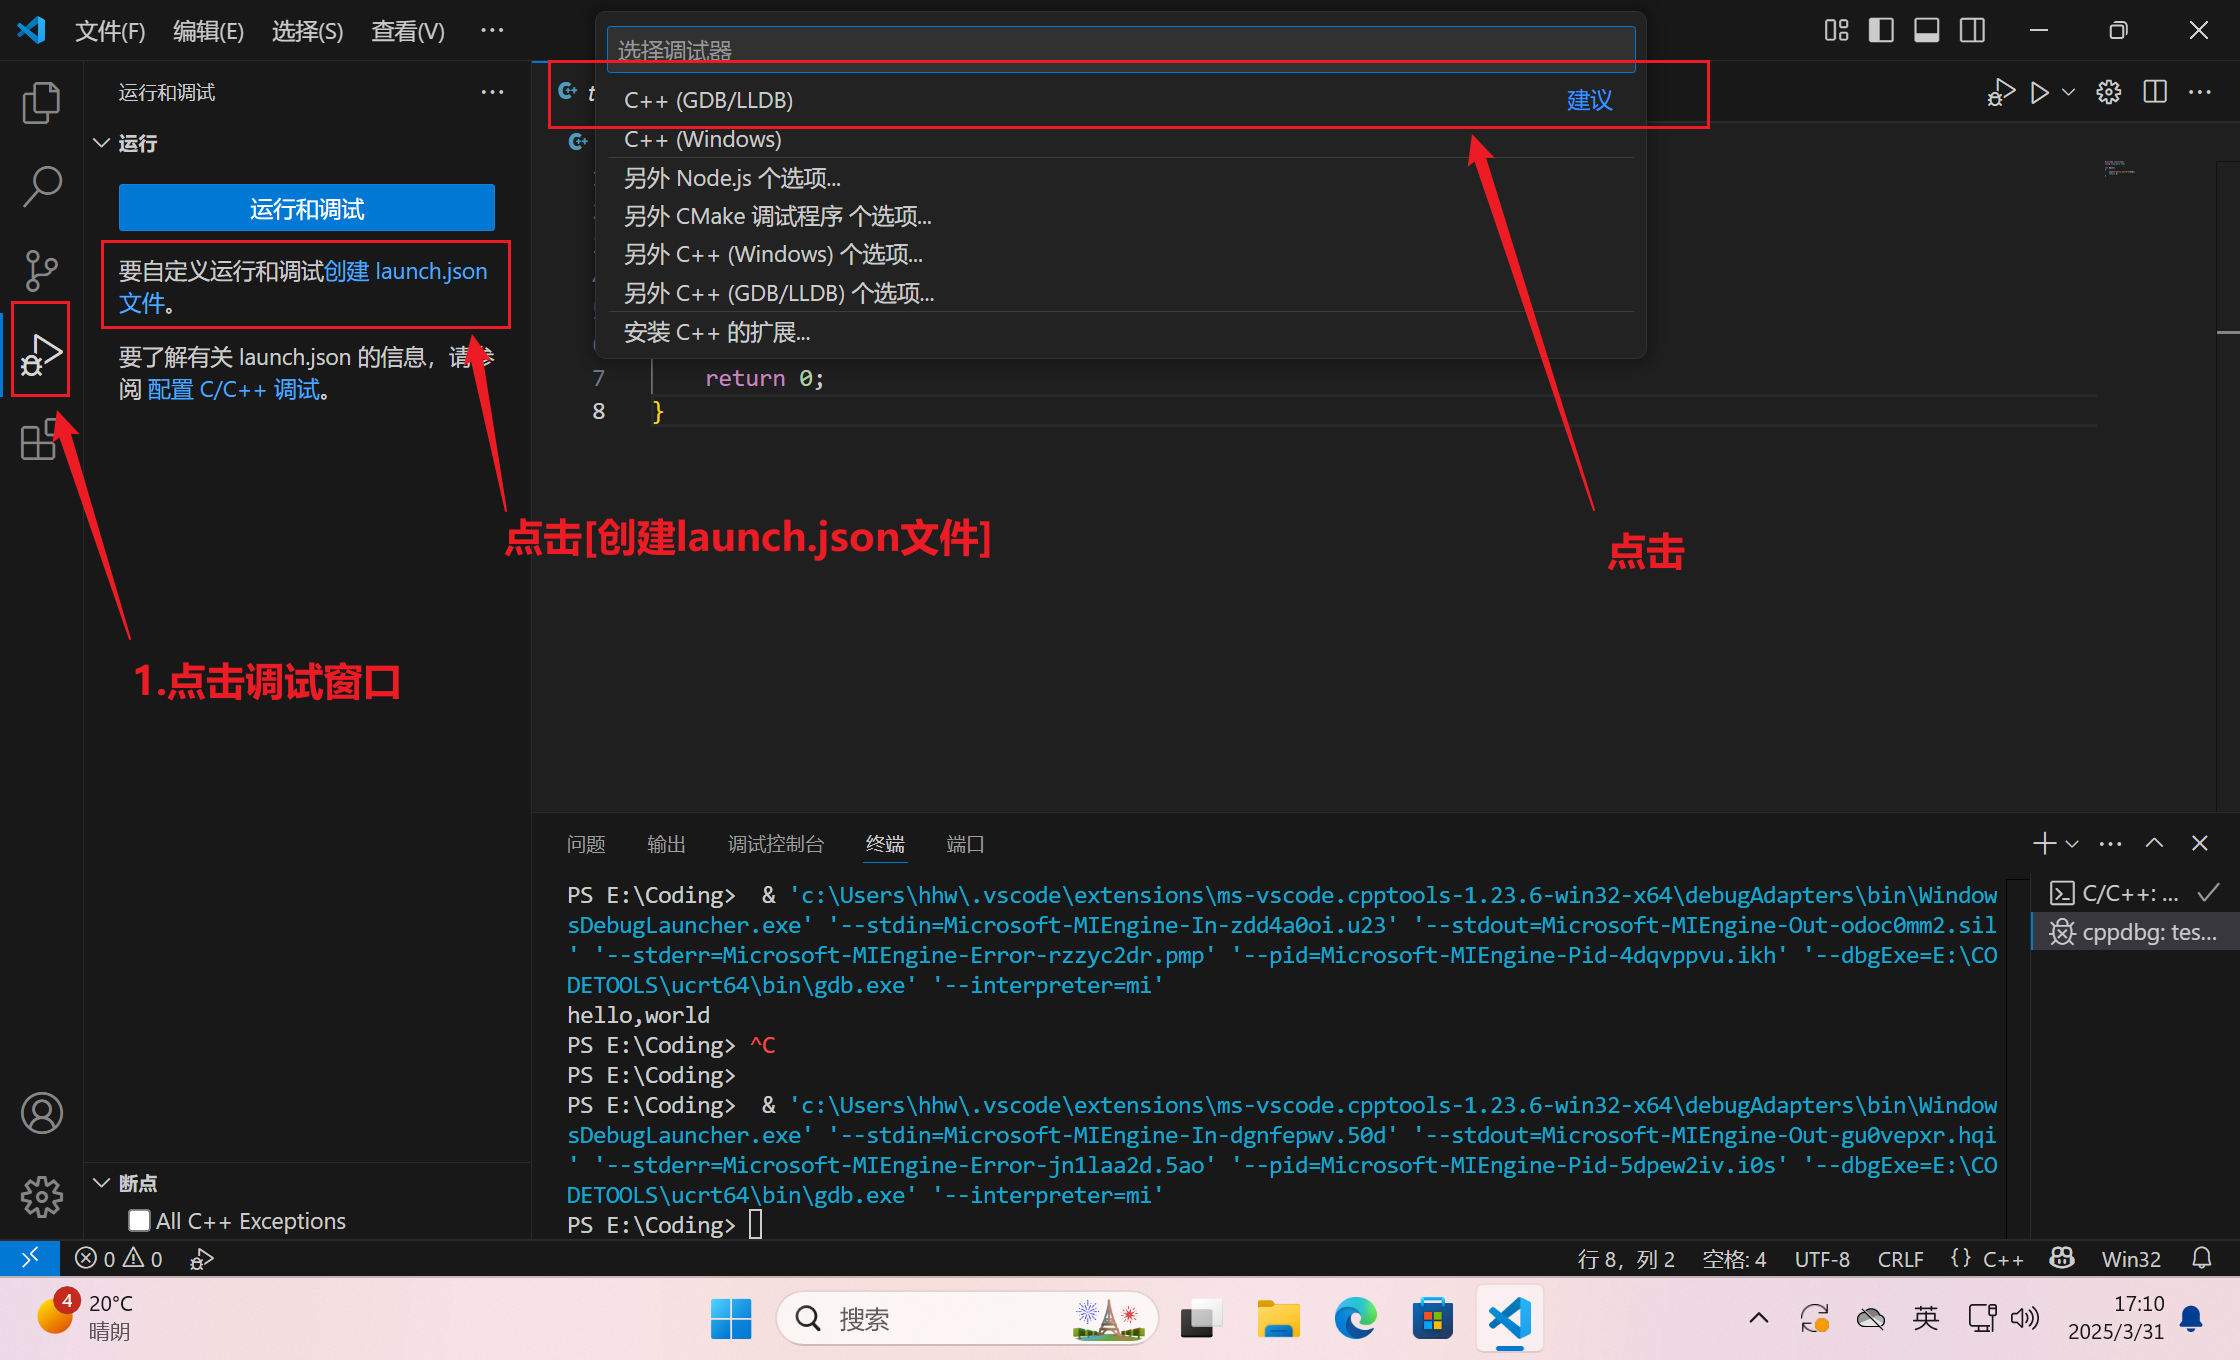 文件(F) 编辑(E) 选择(S) 查看(V) ···
选择调试器
运行和调试 ···
C++ (GDB/LLDB) 建议
C++ (Windows)
运行
另外 Node.js 个选项...
运行和调试
另外 CMake 调试程序 个选项...
另外 C++ (Windows) 个选项...
要自定义运行和调试创建 launch.json
文件。
另外 C++ (GDB/LLDB) 个选项...
安装 C++ 的扩展...
要了解有关 launch.json 的信息，请参
阅 配置 C/C++ 调试。
7 return 0;
8 }
点击[创建launch.json文件]
点击
1.点击调试窗口
问题 输出 调试控制台 终端 端口
PS E:\Coding>  & 'c:\Users\hhw\.vscode\extensions\ms-vscode.cpptools-1.23.6-win32-x64\debugAdapters\bin\Window
sDebugLauncher.exe' '--stdin=Microsoft-MIEngine-In-zdd4a0oi.u23' '--stdout=Microsoft-MIEngine-Out-odoc0mm2.sil
' '--stderr=Microsoft-MIEngine-Error-rzzyc2dr.pmp' '--pid=Microsoft-MIEngine-Pid-4dqvppvu.ikh' '--dbgExe=E:\CO
DETOOLS\ucrt64\bin\gdb.exe' '--interpreter=mi'
hello,world
PS E:\Coding> ^C
PS E:\Coding>
PS E:\Coding>  & 'c:\Users\hhw\.vscode\extensions\ms-vscode.cpptools-1.23.6-win32-x64\debugAdapters\bin\Window
sDebugLauncher.exe' '--stdin=Microsoft-MIEngine-In-dgnfepwv.50d' '--stdout=Microsoft-MIEngine-Out-gu0vepxr.hqi
' '--stderr=Microsoft-MIEngine-Error-jn1laa2d.5ao' '--pid=Microsoft-MIEngine-Pid-5dpew2iv.i0s' '--dbgExe=E:\CO
DETOOLS\ucrt64\bin\gdb.exe' '--interpreter=mi'
PS E:\Coding>
C/C++: ...
cppdbg: tes...
断点
All C++ Exceptions
0 0
行 8，列 2 空格: 4 UTF-8 CRLF {} C++ Win32
4
20°C
晴朗
搜索
英
17:10
2025/3/31